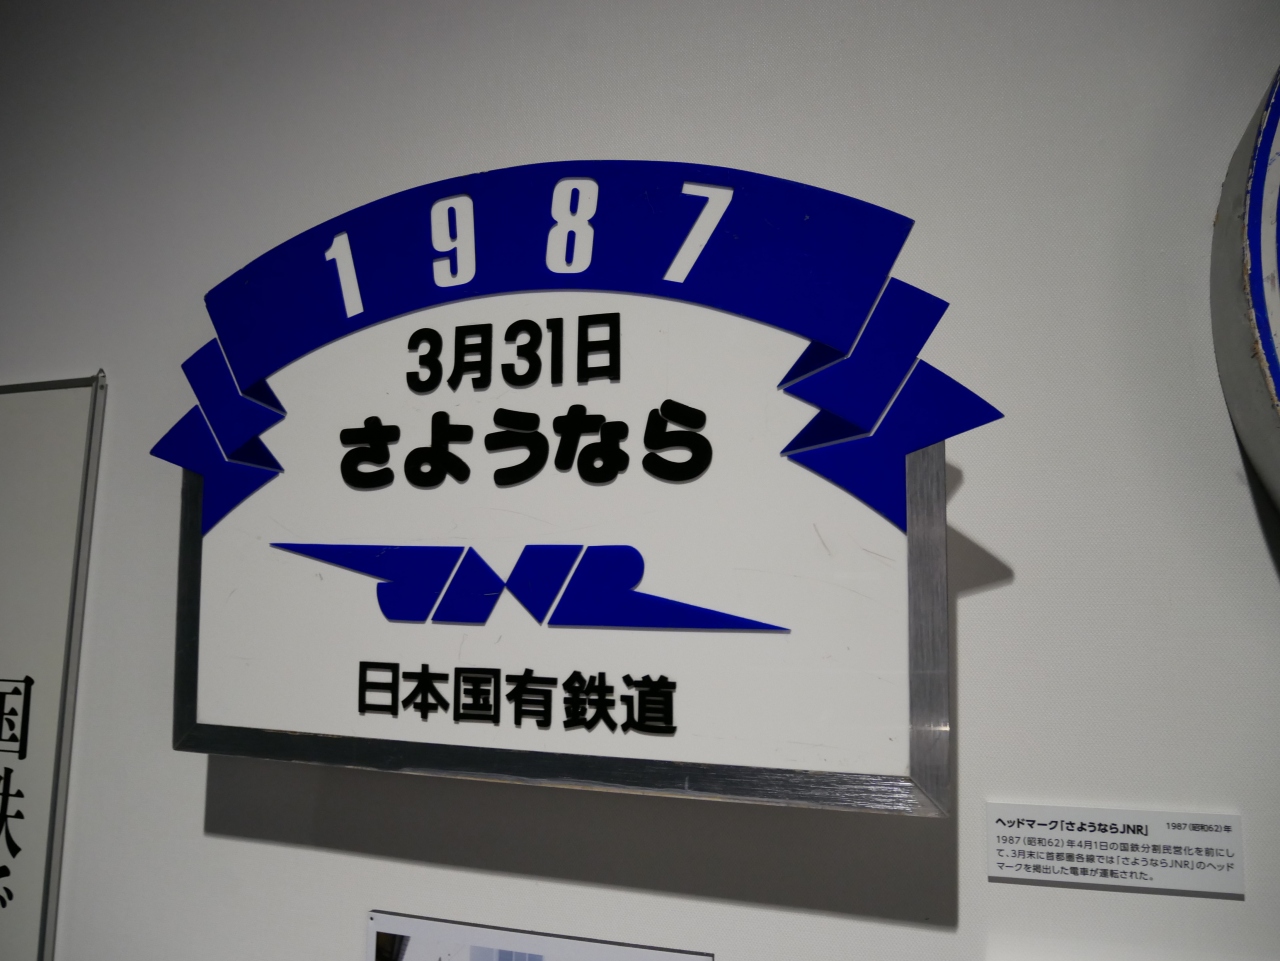 1987
3月31日
さようなら
JNR
日本国有鉄道
ヘッドマーク「さようならJNR」 1987（昭和62）年
1987（昭和62）年4月1日の国鉄分割民営化を前にし
て、3月末に首都圏各線では「さようならJNR」のヘッド
マークを掲出した電車が運転された。
国鉄が